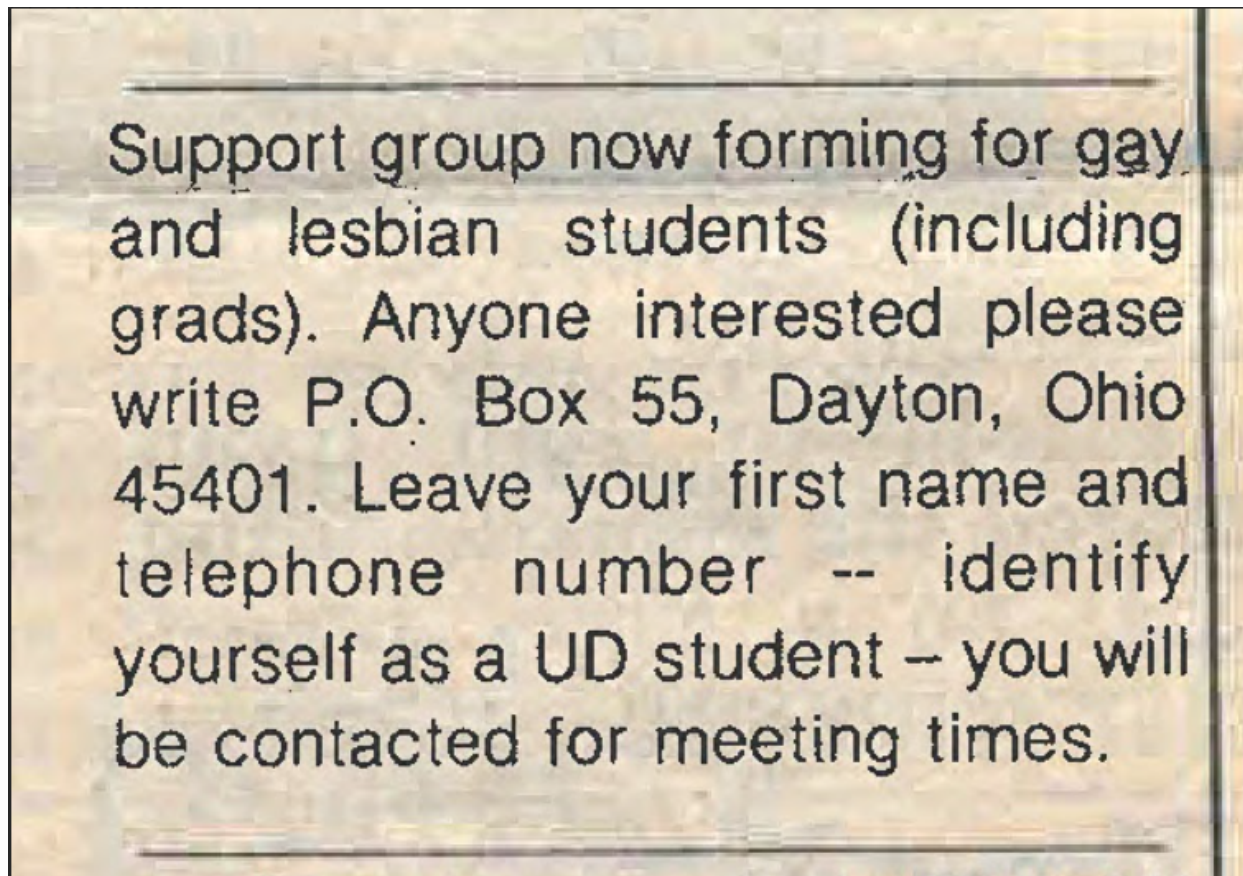 Support group now forming for gay
and lesbian students (including
grads). Anyone interested please
write P.O. Box 55, Dayton, Ohio
45401. Leave your first name and
telephone number -- identify
yourself as a UD student – you will
be contacted for meeting times.